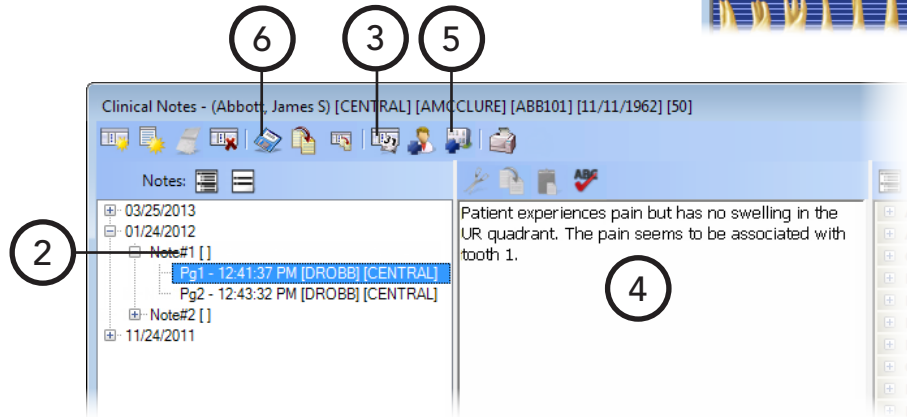 6
3
5
Clinical Notes - (Abbott, James S) [CENTRAL] [AMCCLURE] [ABB101] [11/11/1962] [50]
Notes:
ABC
03/25/2013
01/24/2012
2
Note#1 [ ]
Pg1 - 12:41:37 PM [DROBB] [CENTRAL]
Pg2 - 12:43:32 PM [DROBB] [CENTRAL]
Note#2 [ ]
11/24/2011
Patient experiences pain but has no swelling in the
UR quadrant. The pain seems to be associated with
tooth 1.
4